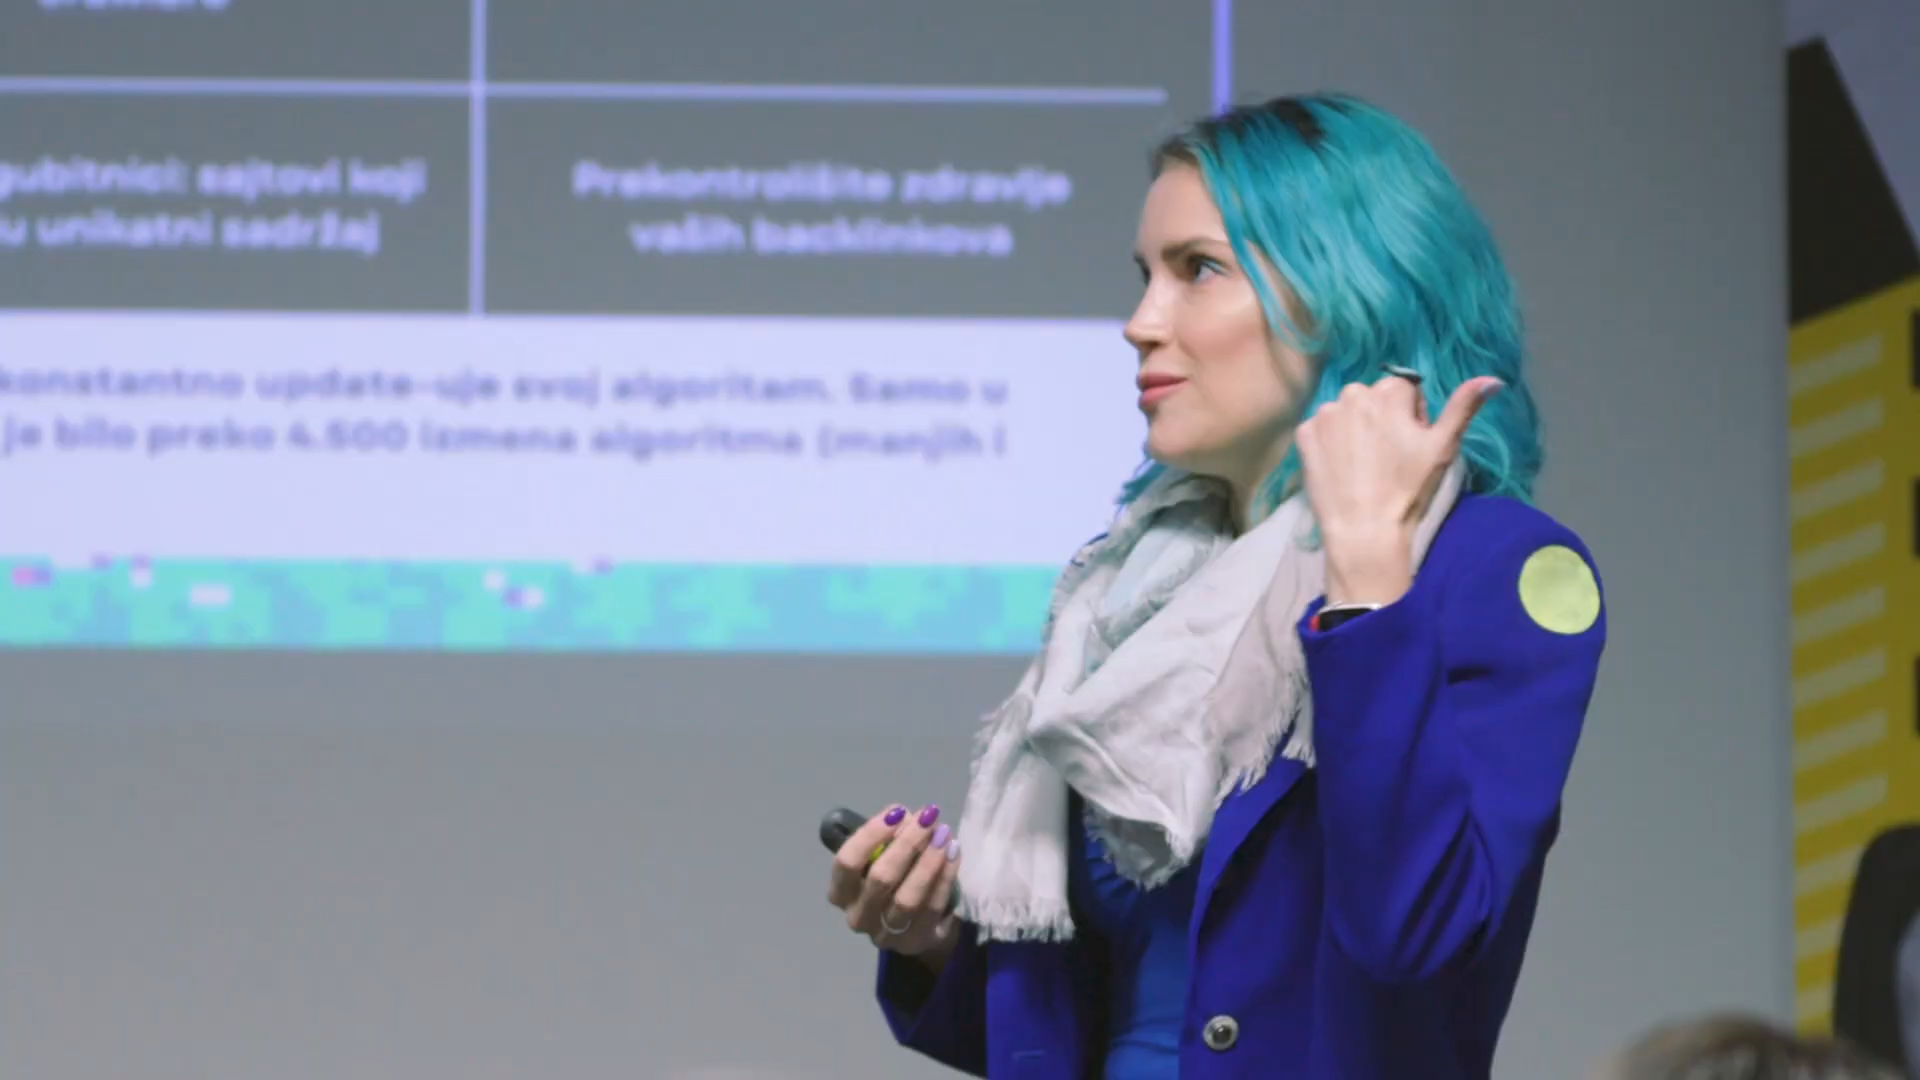 gubitnici: sajtovi koji
u unikatni sadržaj
Prekontrolišite zdravlje
vaših backlinkova
konstantno update-uje svoj algoritam. Samo u
je bilo preko 4.500 izmena algoritma (manjih i